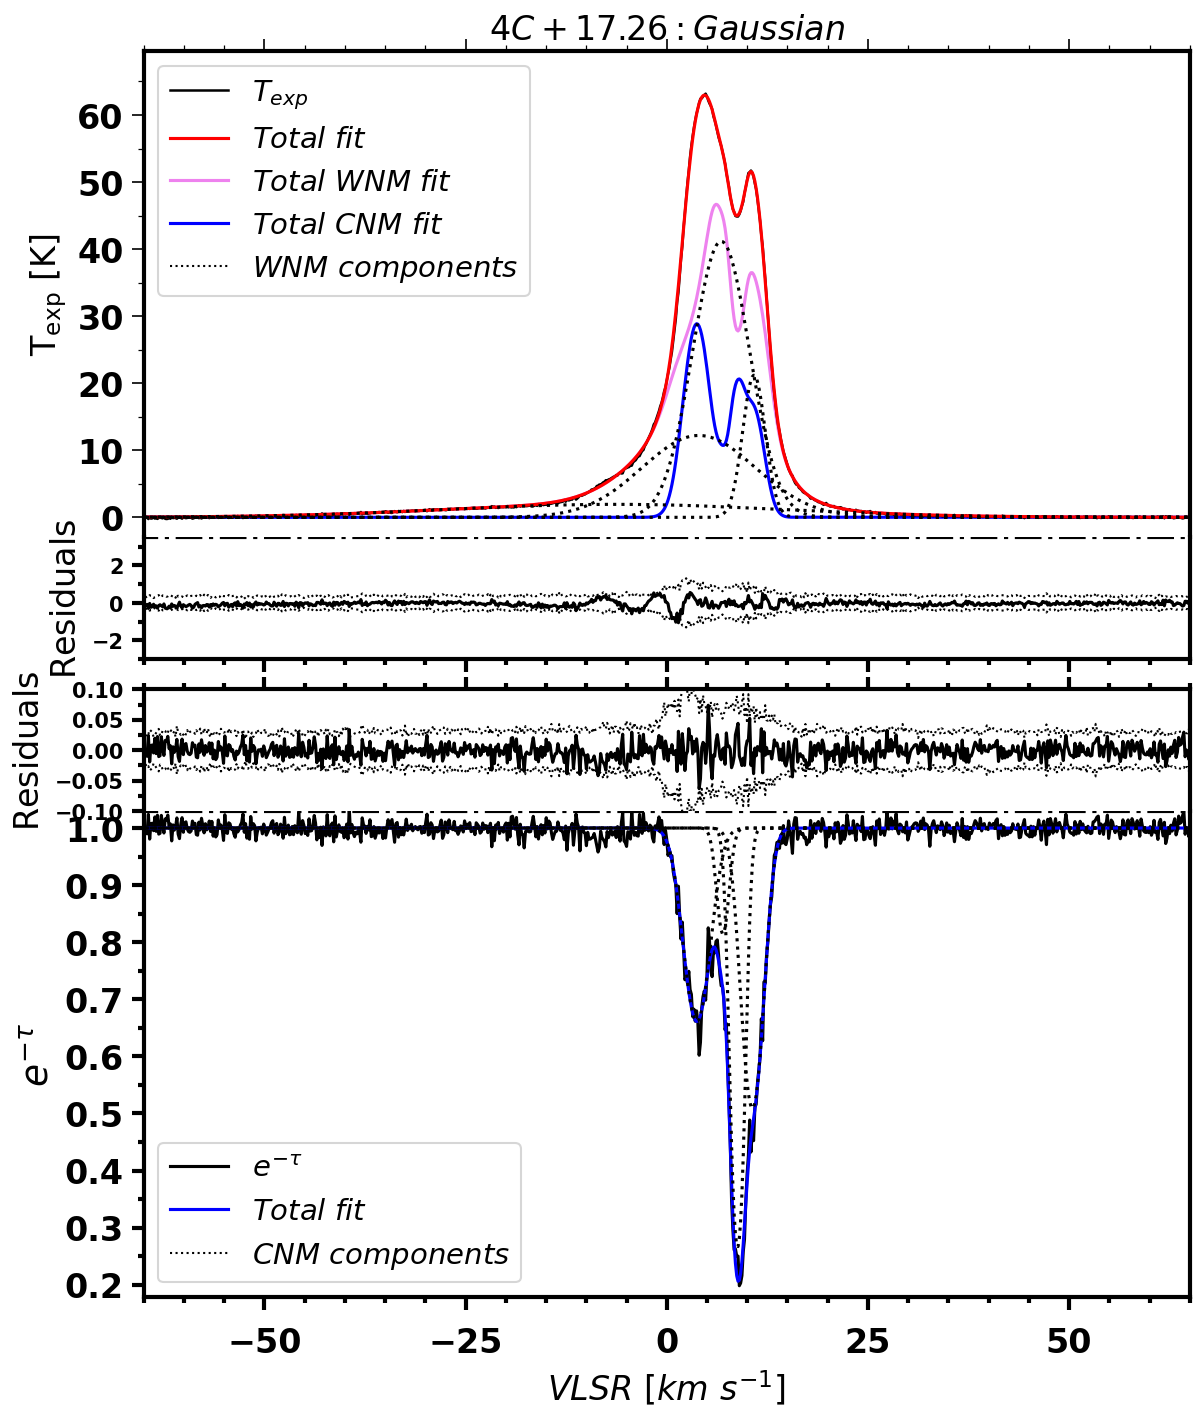 4C + 17.26 : Gaussian
T_exp
Total fit
Total WNM fit
Total CNM fit
WNM components
T_exp [K]
60
50
40
30
20
10
0
Residuals
2
0
−2
Residuals
0.10
0.05
0.00
−0.05
−0.10
e^−τ
1.0
0.9
0.8
0.7
0.6
0.5
0.4
0.3
0.2
e^−τ
Total fit
CNM components
−50 −25 0 25 50
VLSR [km s^−1]